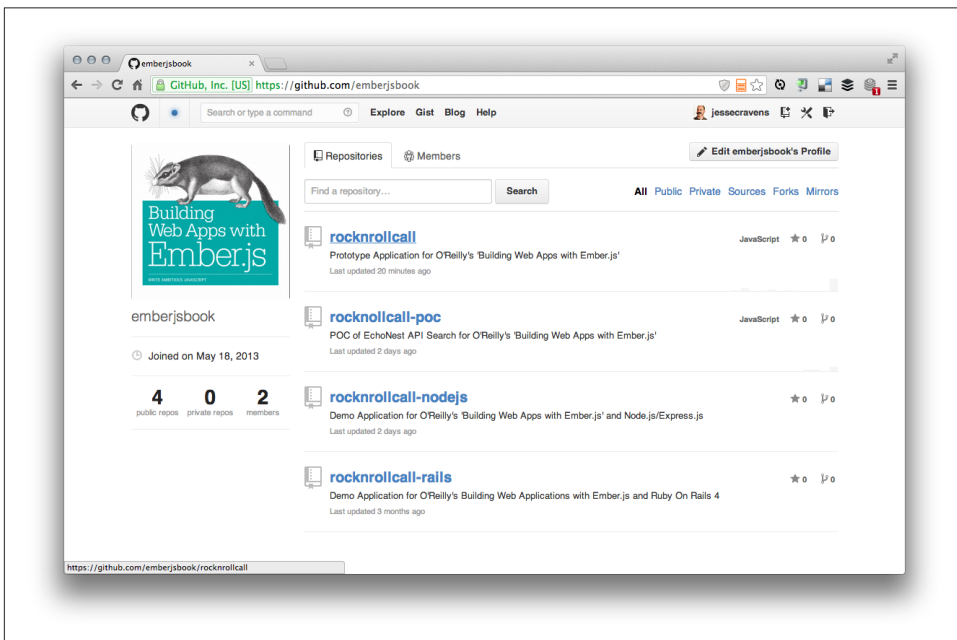 emberjsbook
GitHub, Inc. [US] https://github.com/emberjsbook
1
Search or type a command
Explore Gist Blog Help
jessecravens
Building
Web Apps with
Ember.js
WRITE AMBITIOUS JAVASCRIPT
emberjsbook
Joined on May 18, 2013
4 0 2
public repos private repos members
Repositories Members
Edit emberjsbook's Profile
Find a repository... Search All Public Private Sources Forks Mirrors
rocknrollcall JavaScript 0 0
Prototype Application for O'Reilly's 'Building Web Apps with Ember.js'
Last updated 20 minutes ago
rocknollcall-poc JavaScript 0 0
POC of EchoNest API Search for O'Reilly's 'Building Web Apps with Ember.js'
Last updated 2 days ago
rocknrollcall-nodejs 0 0
Demo Application for O'Reilly's 'Building Web Apps with Ember.js' and Node.js/Express.js
Last updated 2 days ago
rocknrollcall-rails 0 0
Demo Application for O'Reilly's Building Web Applications with Ember.js and Ruby On Rails 4
Last updated 3 months ago
https://github.com/emberjsbook/rocknrollcall